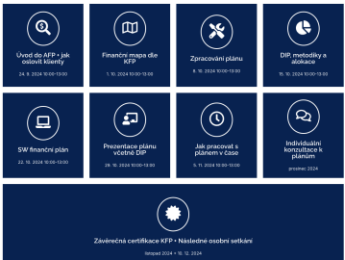 Úvod do AFP • jak
oslovit klienty
24. 9. 2024 10:00-13:00
Finanční mapa dle
KFP
1. 10. 2024 10:00-13:00
Zpracování plánu
8. 10. 2024 10:00-13:00
DIP, metodiky a
alokace
15. 10. 2024 10:00-13:00
SW finanční plán
22. 10. 2024 10:00-13:00
Prezentace plánu
včetně DIP
29. 10. 2024 10:00-13:00
Jak pracovat s
plánem v čase
5. 11. 2024 10:00-13:00
Individuální
konzultace k
plánům
prosinec 2024
Závěrečná certifikace KFP • Následné osobní setkání
listopad 2024 • 10. 12. 2024